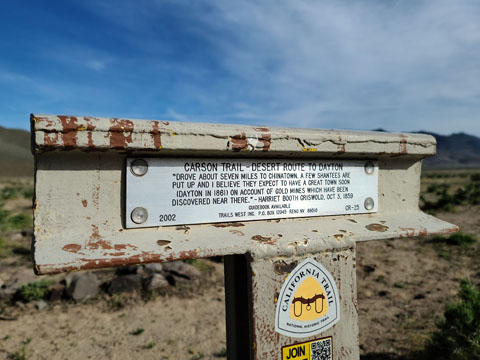 CARSON TRAIL - DESERT ROUTE TO DAYTON
"DROVE ABOUT SEVEN MILES TO CHINATOWN. A FEW SHANTEES ARE
PUT UP AND I BELIEVE THEY EXPECT TO HAVE A GREAT TOWN SOON
(DAYTON IN 1861) ON ACCOUNT OF GOLD MINES WHICH HAVE BEEN
DISCOVERED NEAR THERE." -HARRIET BOOTH GRISWOLD, OCT 3, 1859
GUIDEBOOK AVAILABLE
2002 TRAILS WEST INC. P.O. BOX 12045 RENO NV. 89510 CR-25
CALIFORNIA TRAIL
NATIONAL HISTORIC TRAIL
JOIN